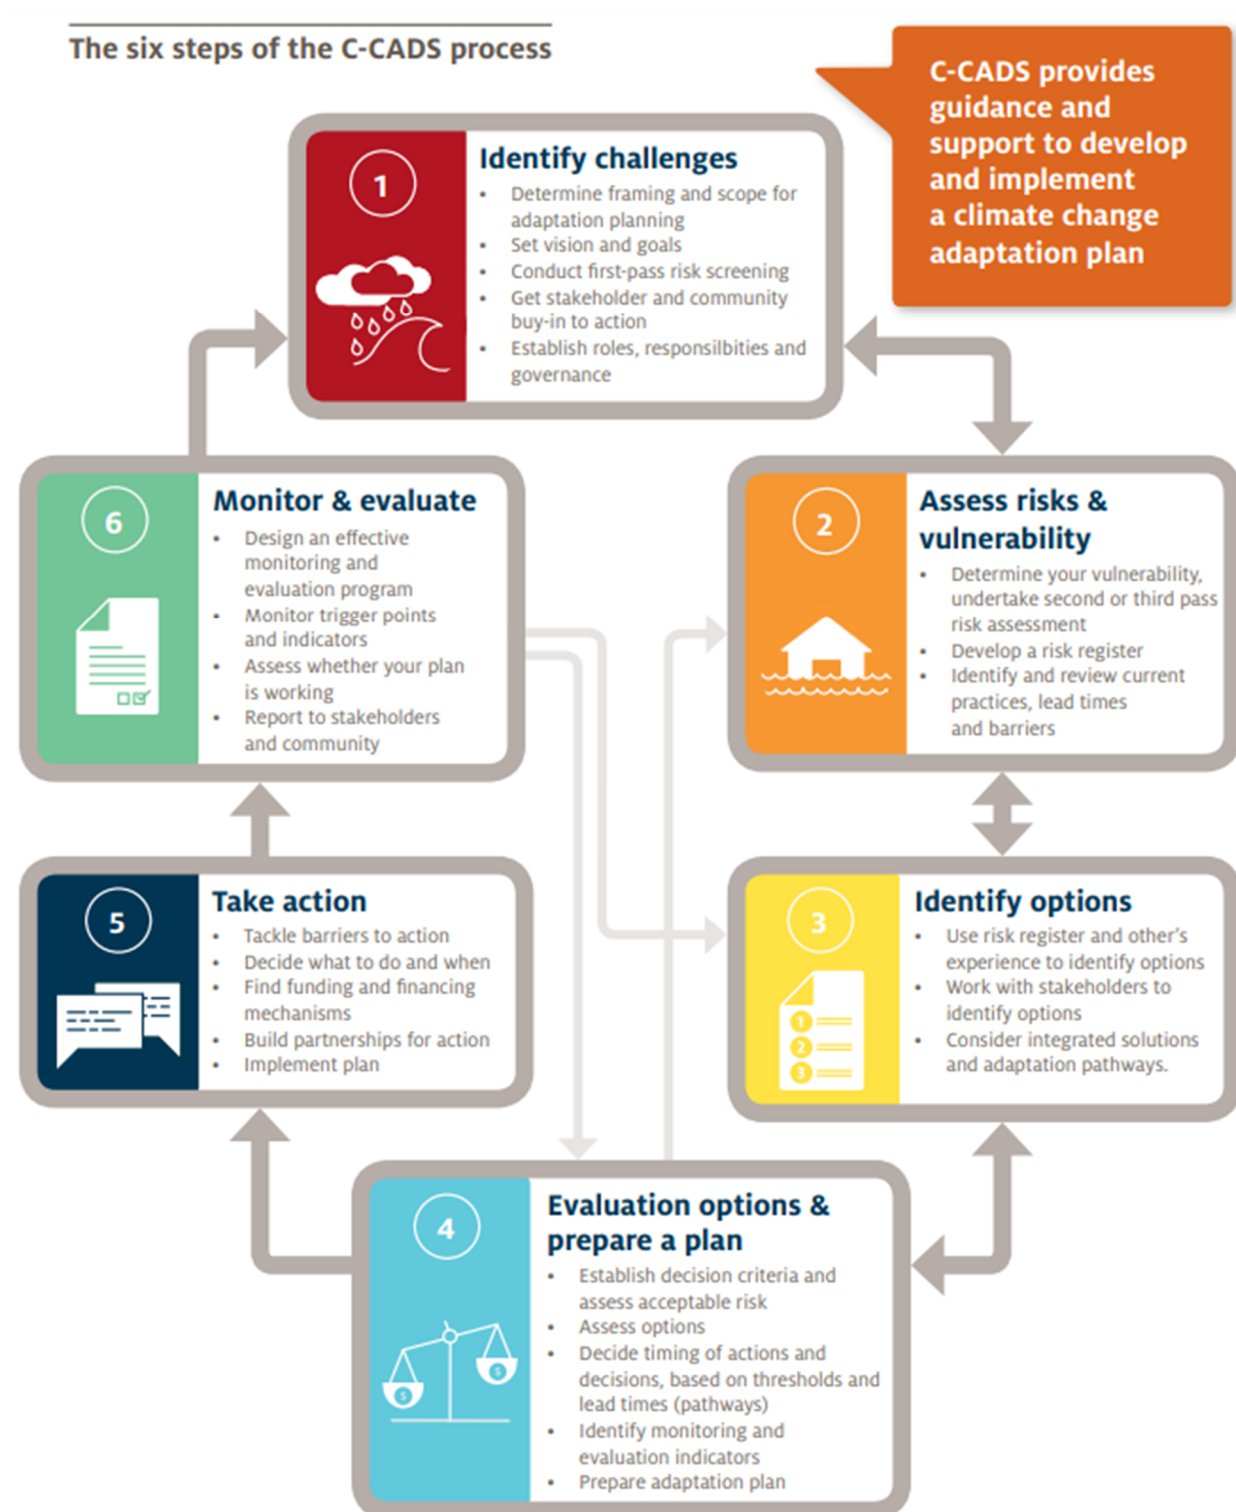 The six steps of the C-CADS process
C-CADS provides
guidance and
support to develop
and implement
a climate change
adaptation plan
1
Identify challenges
• Determine framing and scope for
adaptation planning
• Set vision and goals
• Conduct first-pass risk screening
• Get stakeholder and community
buy-in to action
• Establish roles, responsilbities and
governance
2
Assess risks &
vulnerability
• Determine your vulnerability,
undertake second or third pass
risk assessment
• Develop a risk register
• Identify and review current
practices, lead times
and barriers
3
1
2
3
Identify options
• Use risk register and other's
experience to identify options
• Work with stakeholders to
identify options
• Consider integrated solutions
and adaptation pathways.
4
$ $
Evaluation options &
prepare a plan
• Establish decision criteria and
assess acceptable risk
• Assess options
• Decide timing of actions and
decisions, based on thresholds and
lead times (pathways)
• Identify monitoring and
evaluation indicators
• Prepare adaptation plan
5
Take action
• Tackle barriers to action
• Decide what to do and when
• Find funding and financing
mechanisms
• Build partnerships for action
• Implement plan
6
Monitor & evaluate
• Design an effective
monitoring and
evaluation program
• Monitor trigger points
and indicators
• Assess whether your plan
is working
• Report to stakeholders
and community